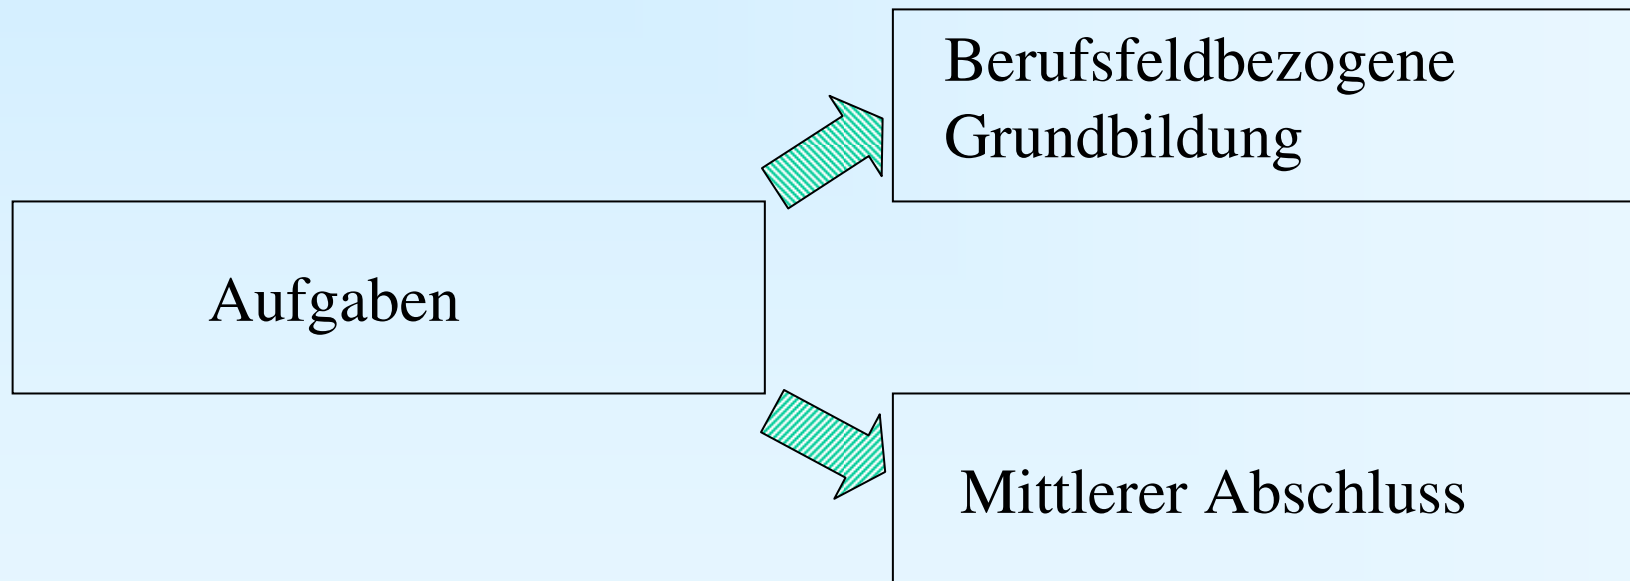 Berufsfeldbezogene
Grundbildung
Aufgaben
Mittlerer Abschluss